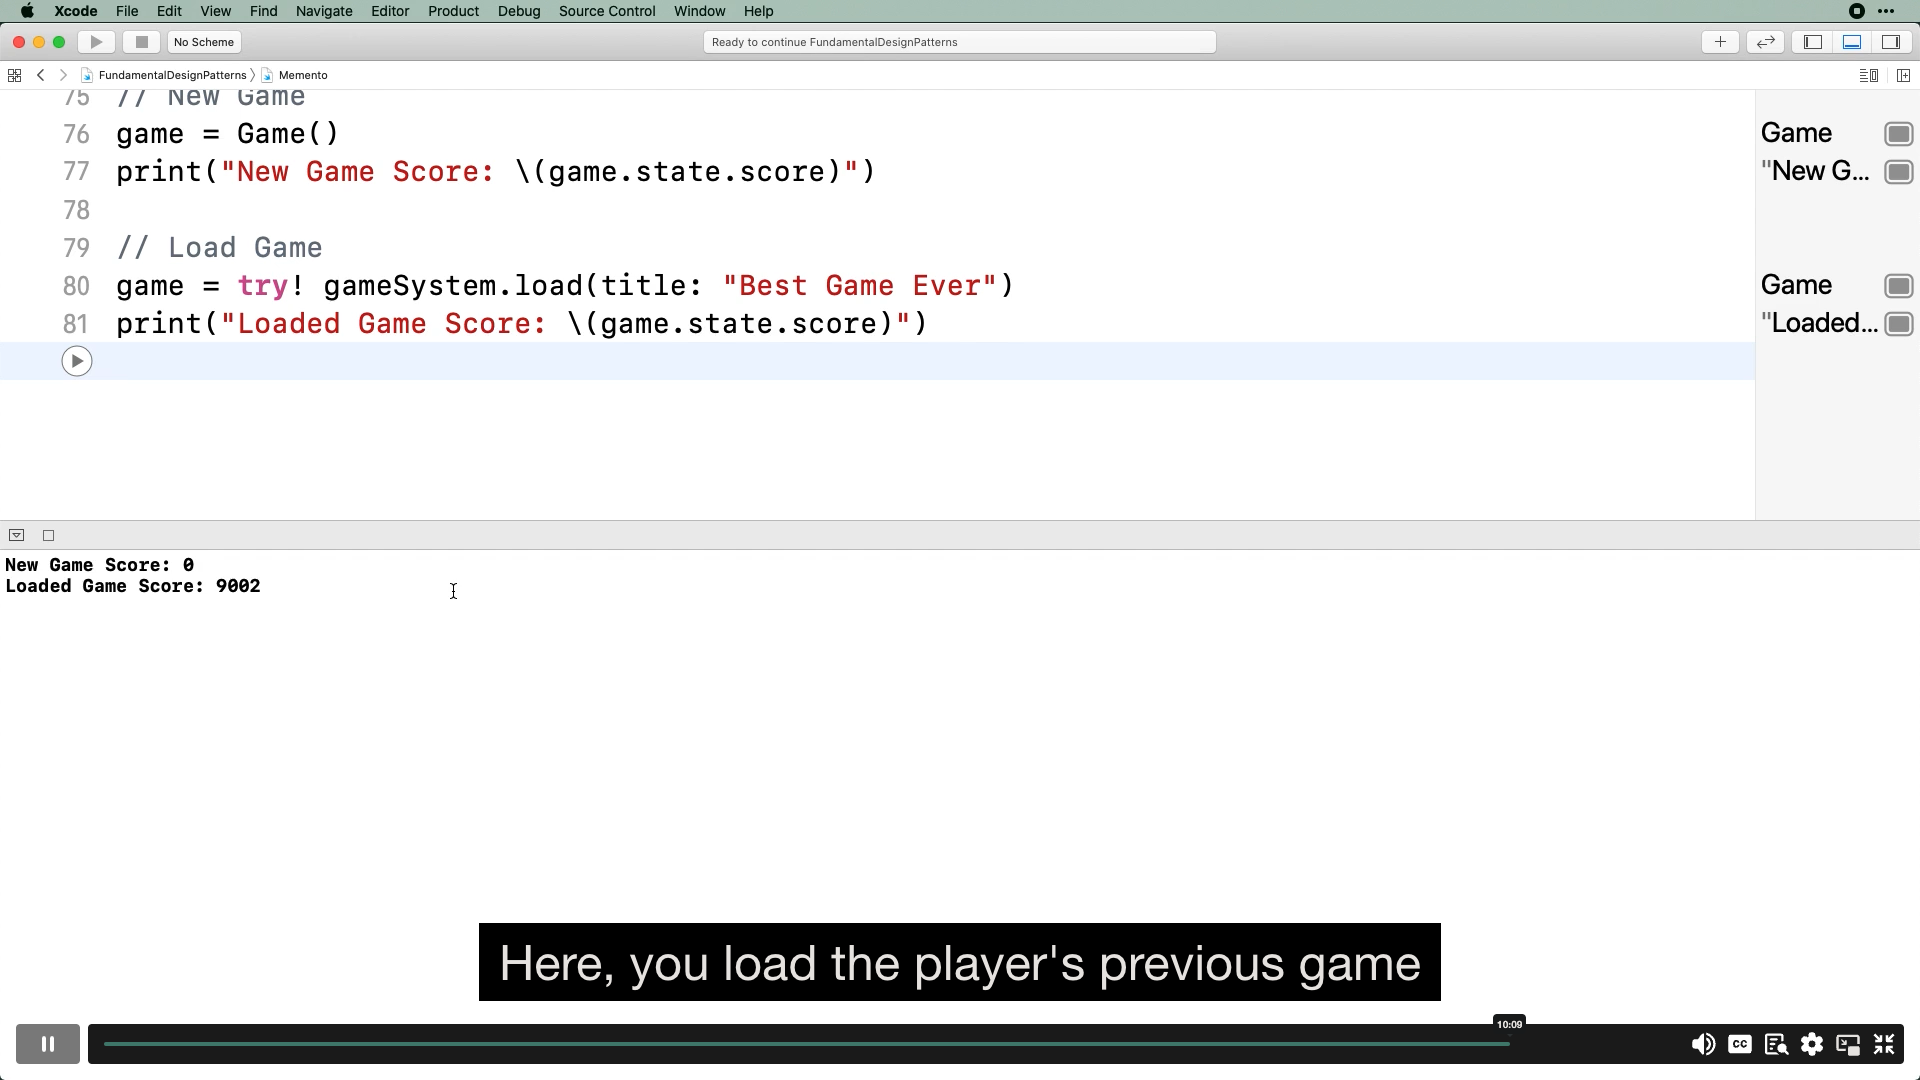 Xcode File Edit View Find Navigate Editor Product Debug Source Control Window Help
No Scheme
Ready to continue FundamentalDesignPatterns
FundamentalDesignPatterns Memento
75 // New Game
76 game = Game()
Game
77 print("New Game Score: \(game.state.score)")
"New G...
78
79 // Load Game
80 game = try! gameSystem.load(title: "Best Game Ever")
Game
81 print("Loaded Game Score: \(game.state.score)")
"Loaded...
New Game Score: 0
Loaded Game Score: 9002
Here, you load the player's previous game
10:09
CC